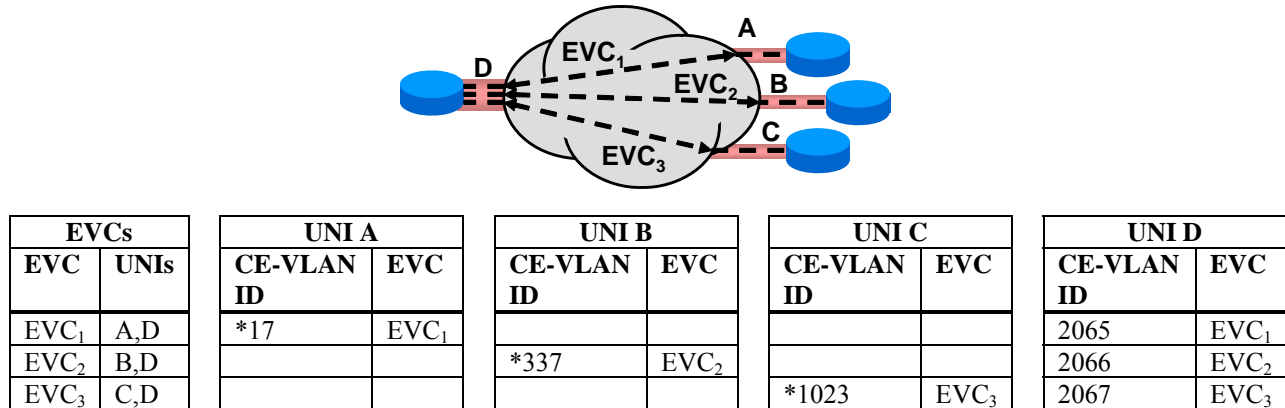 A
EVC₁
D
EVC₂
B
C
EVC₃
EVCs
EVC UNIs
EVC₁ A,D
EVC₂ B,D
EVC₃ C,D
UNI A
CE-VLAN ID EVC
*17 EVC₁
UNI B
CE-VLAN ID EVC
*337 EVC₂
UNI C
CE-VLAN ID EVC
*1023 EVC₃
UNI D
CE-VLAN ID EVC
2065 EVC₁
2066 EVC₂
2067 EVC₃